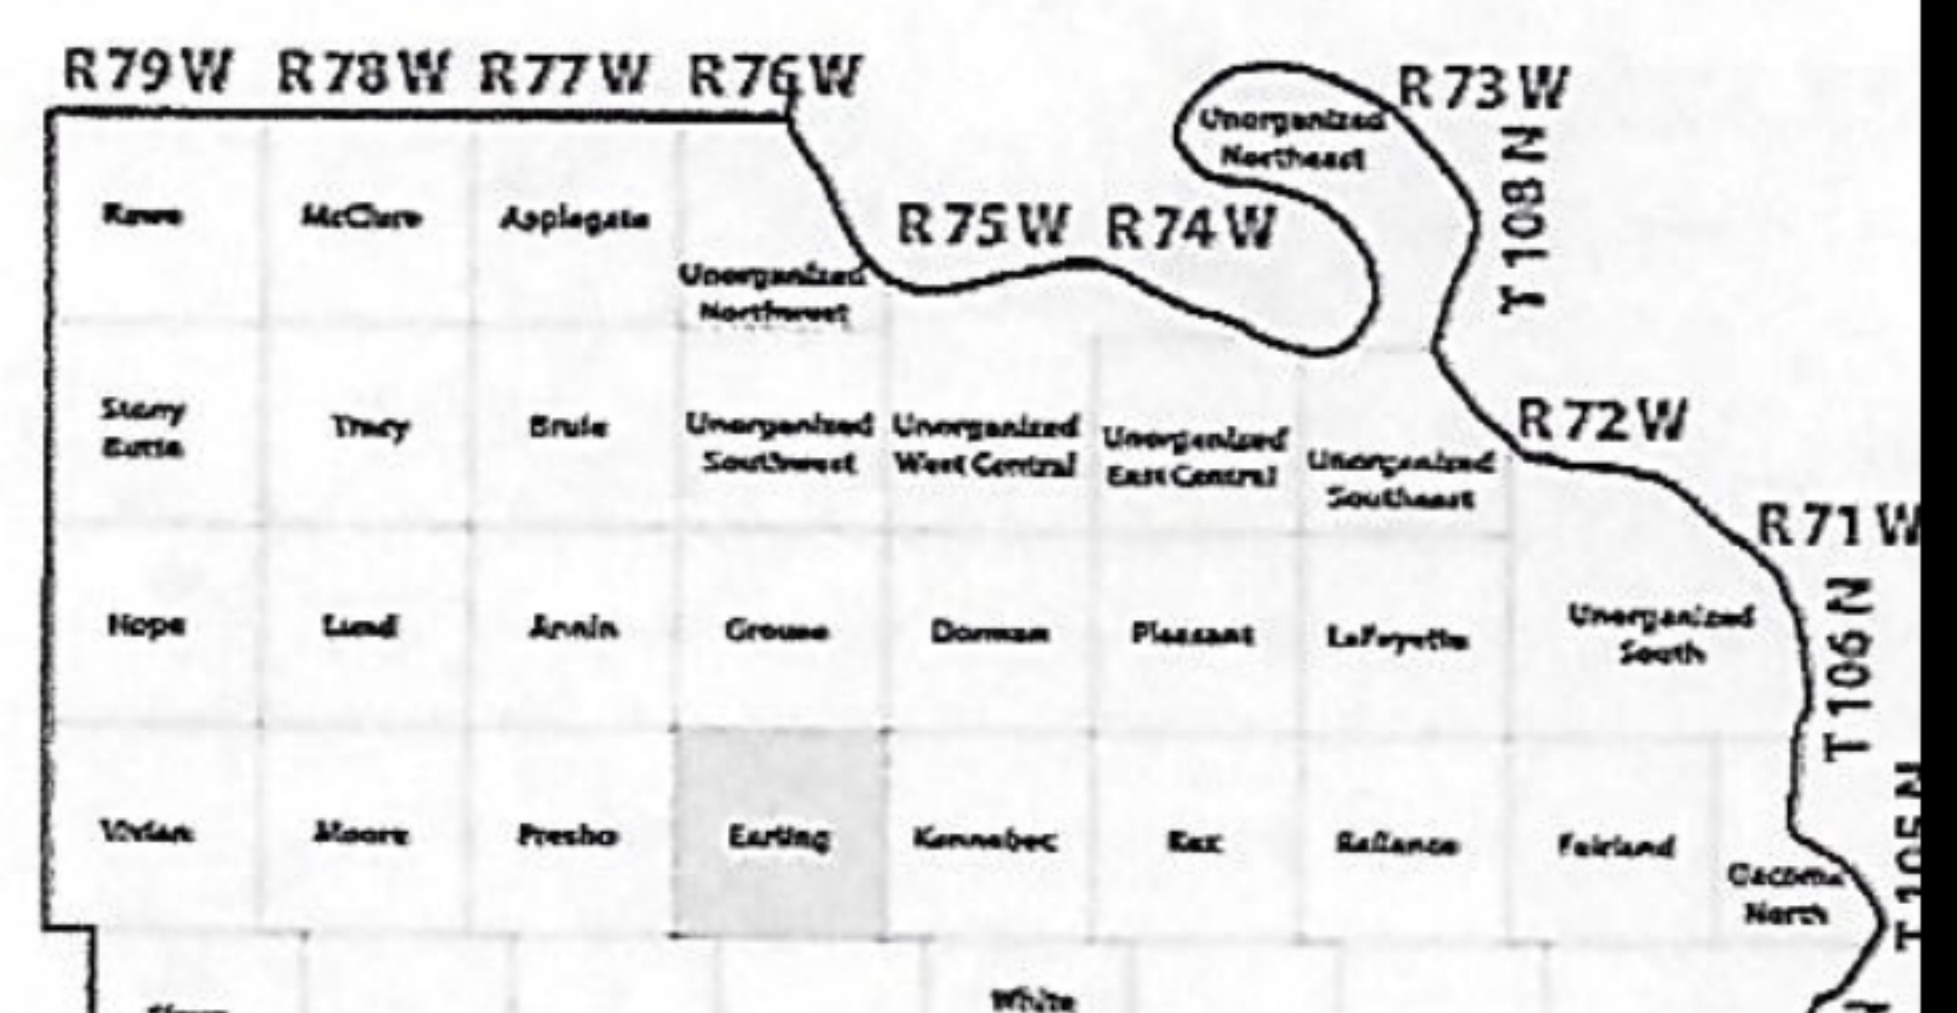 R79W R78W R77W R76W
R73W
Unorganized
Northeast
T108N
Rowe McClure Applegate
R75W R74W
Unorganized
Northwest
R72W
Stony
Butte
Tracy Brule
Unorganized
Southwest
Unorganized
West Central
Unorganized
East Central
Unorganized
Southeast
R71W
T106N
Hope Lund Annin Grouse Dorman Pleasant LaFayette
Unorganized
South
T105N
Vivian Moore Presho Earling Kennebec Rex Reliance Fairland
Oacoma
North
White